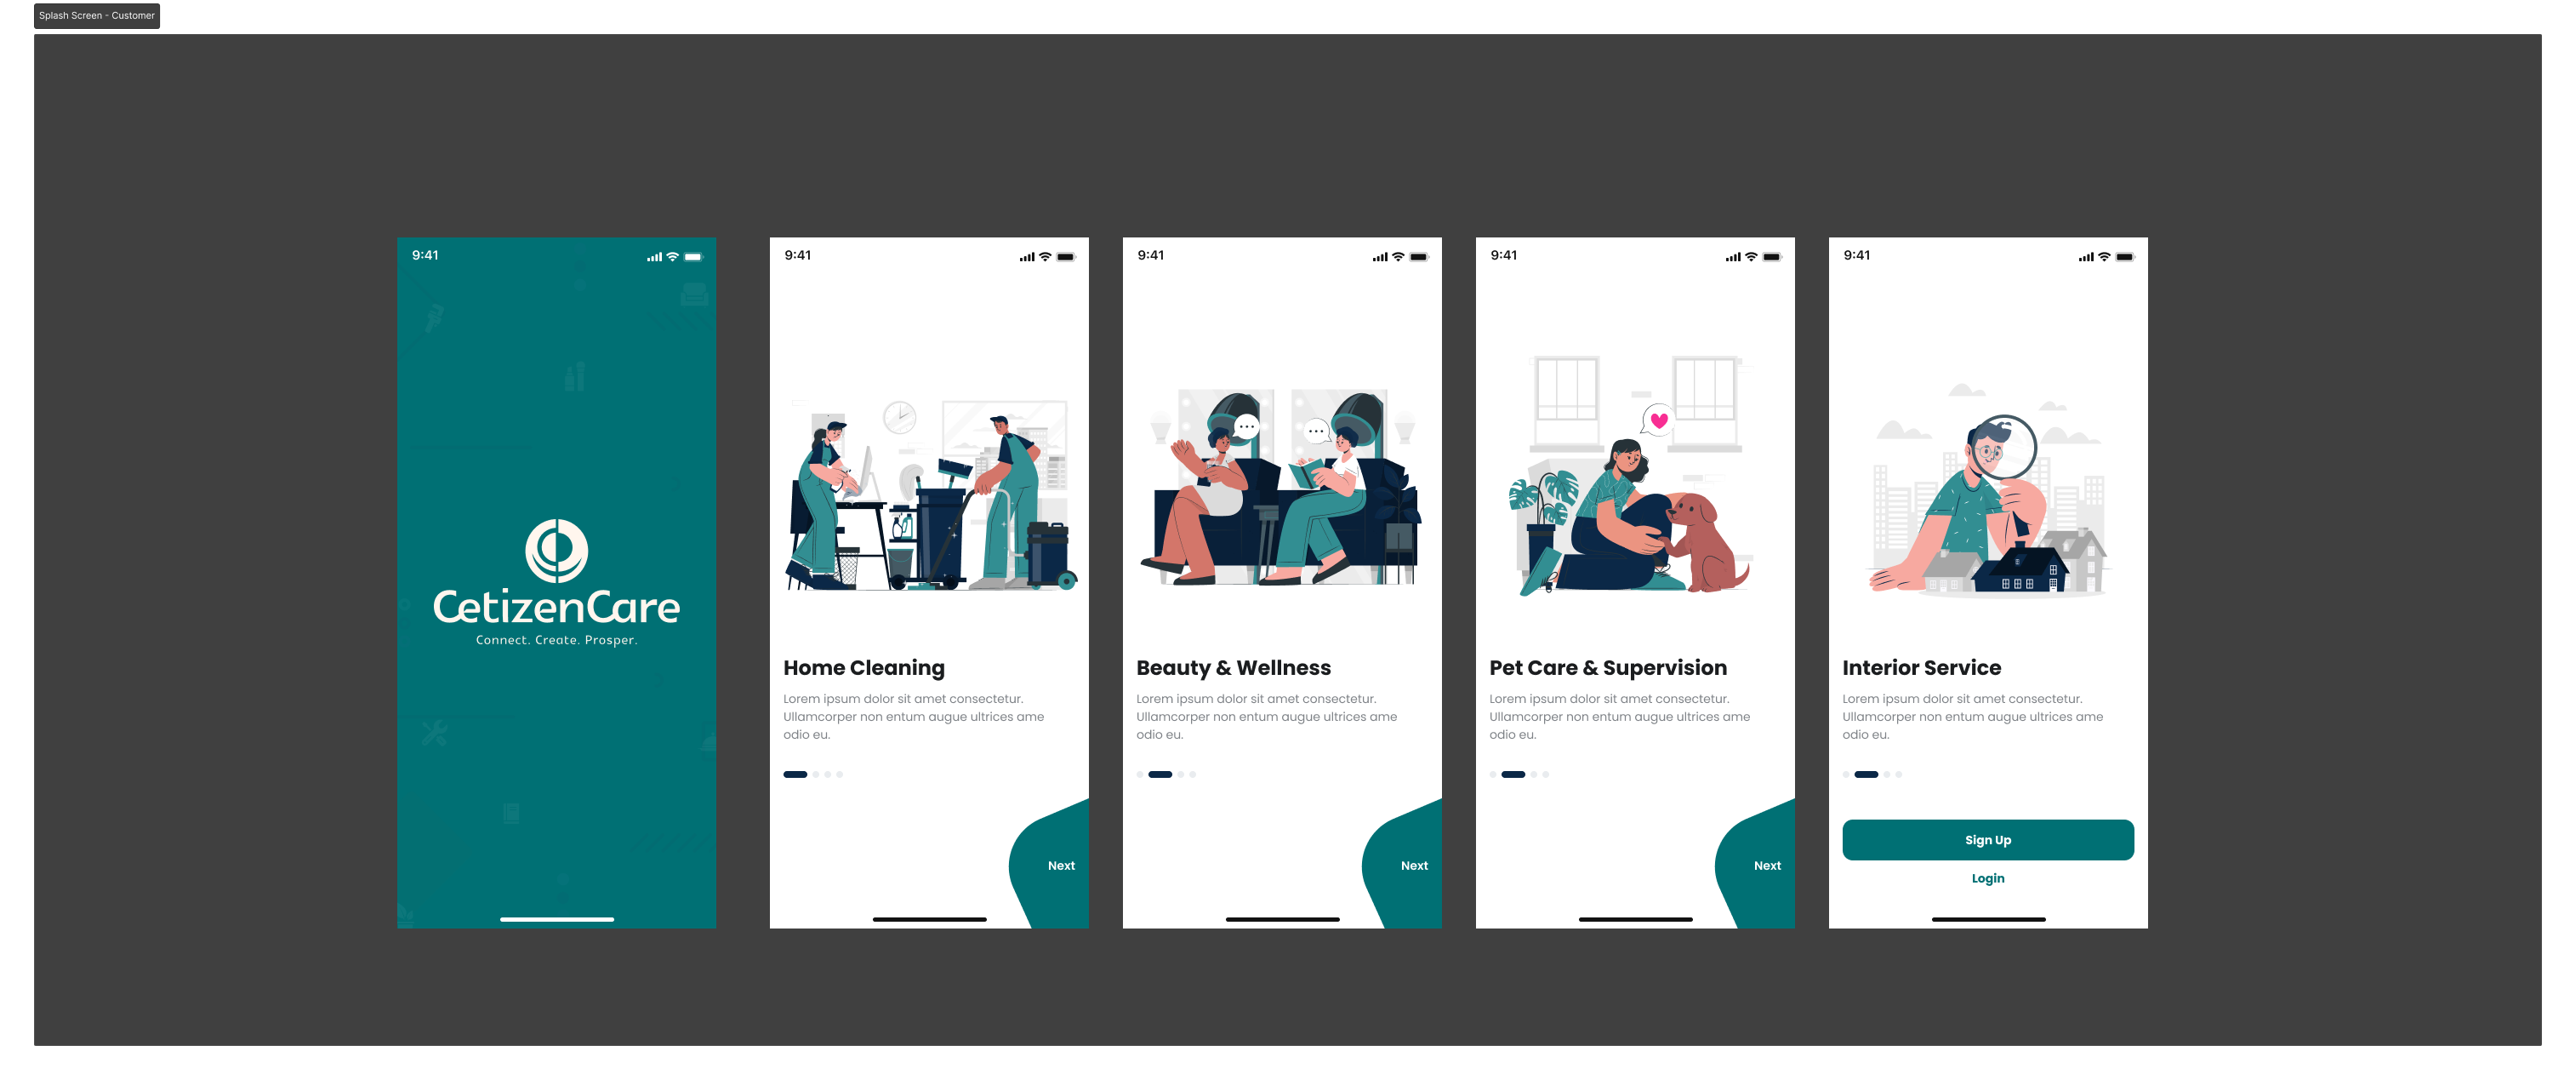 Splash Screen - Customer
9:41
CetizenCare
Connect. Create. Prosper.
9:41
Home Cleaning
Lorem ipsum dolor sit amet consectetur.
Ullamcorper non entum augue ultrices ame
odio eu.
Next
9:41
Beauty & Wellness
Lorem ipsum dolor sit amet consectetur.
Ullamcorper non entum augue ultrices ame
odio eu.
Next
9:41
Pet Care & Supervision
Lorem ipsum dolor sit amet consectetur.
Ullamcorper non entum augue ultrices ame
odio eu.
Next
9:41
Interior Service
Lorem ipsum dolor sit amet consectetur.
Ullamcorper non entum augue ultrices ame
odio eu.
Sign Up
Login